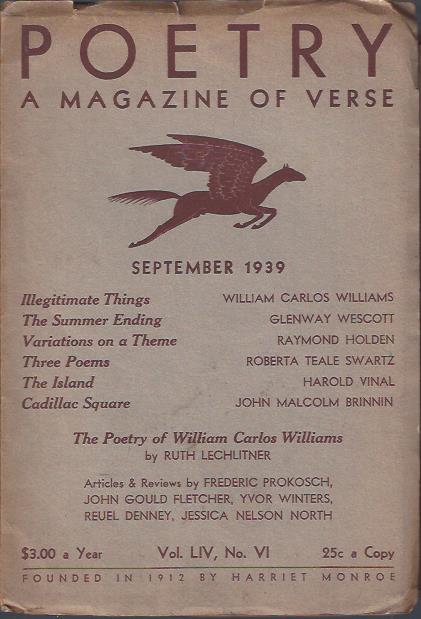 POETRY
A MAGAZINE OF VERSE
SEPTEMBER 1939
Illegitimate Things WILLIAM CARLOS WILLIAMS
The Summer Ending GLENWAY WESCOTT
Variations on a Theme RAYMOND HOLDEN
Three Poems ROBERTA TEALE SWARTZ
The Island HAROLD VINAL
Cadillac Square JOHN MALCOLM BRINNIN
The Poetry of William Carlos Williams
by RUTH LECHLITNER
Articles & Reviews by FREDERIC PROKOSCH,
JOHN GOULD FLETCHER, YVOR WINTERS,
REUEL DENNEY, JESSICA NELSON NORTH
$3.00 a Year Vol. LIV, No. VI 25c a Copy
FOUNDED IN 1912 BY HARRIET MONROE